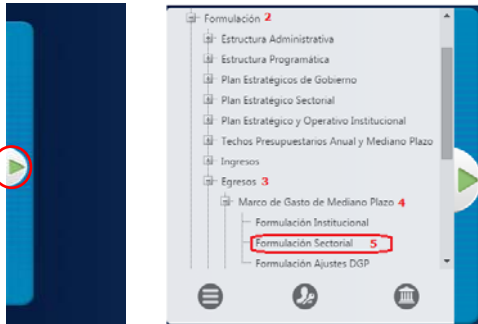 Formulación 2
Estructura Administrativa
Estructura Programática
Plan Estratégicos de Gobierno
Plan Estratégico Sectorial
Plan Estratégico y Operativo Institucional
Techos Presupuestarios Anual y Mediano Plazo
Ingresos
Egresos 3
Marco de Gasto de Mediano Plazo 4
Formulación Institucional
Formulación Sectorial 5
Formulación Ajustes DGP